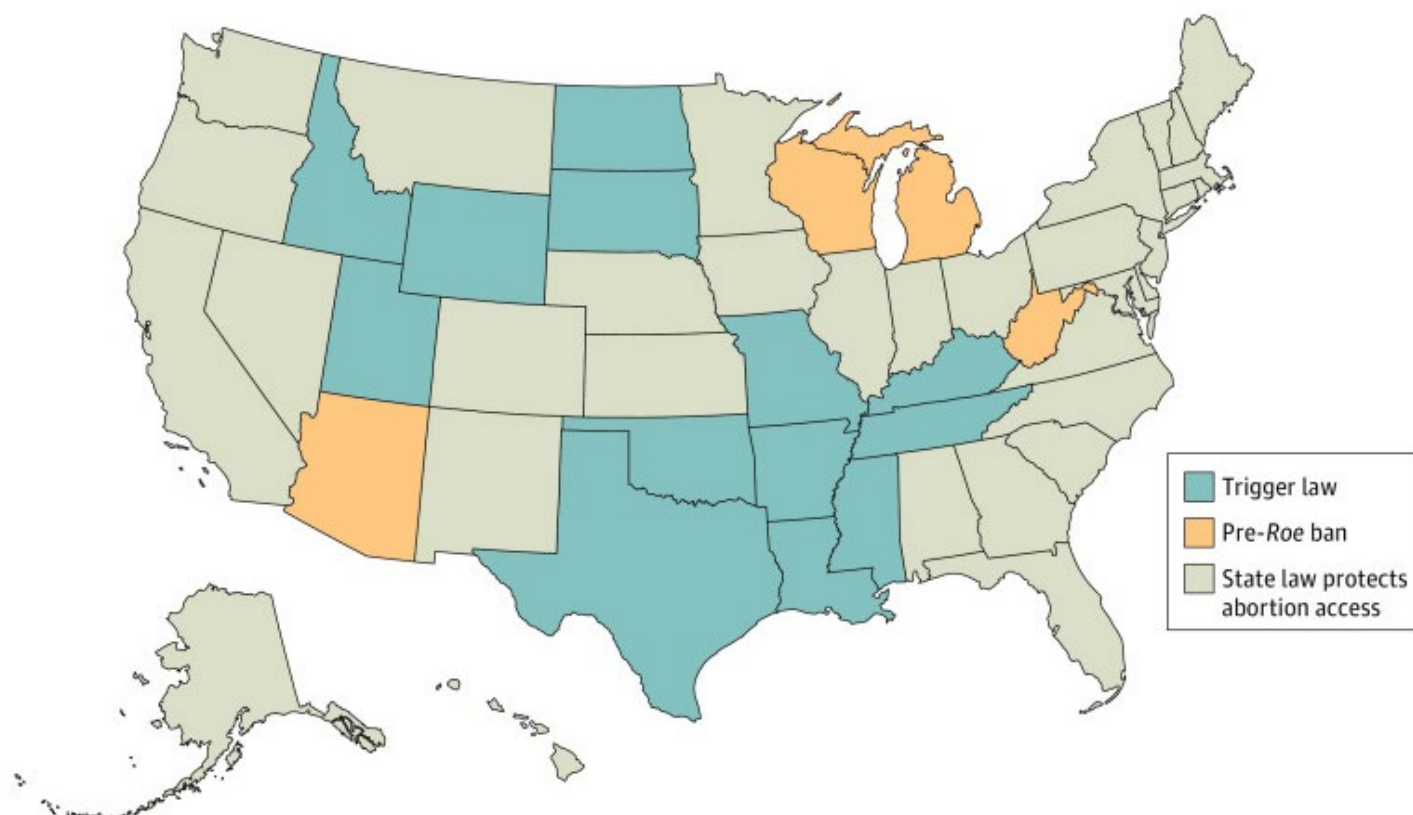 Trigger law
Pre-Roe ban
State law protects
abortion access